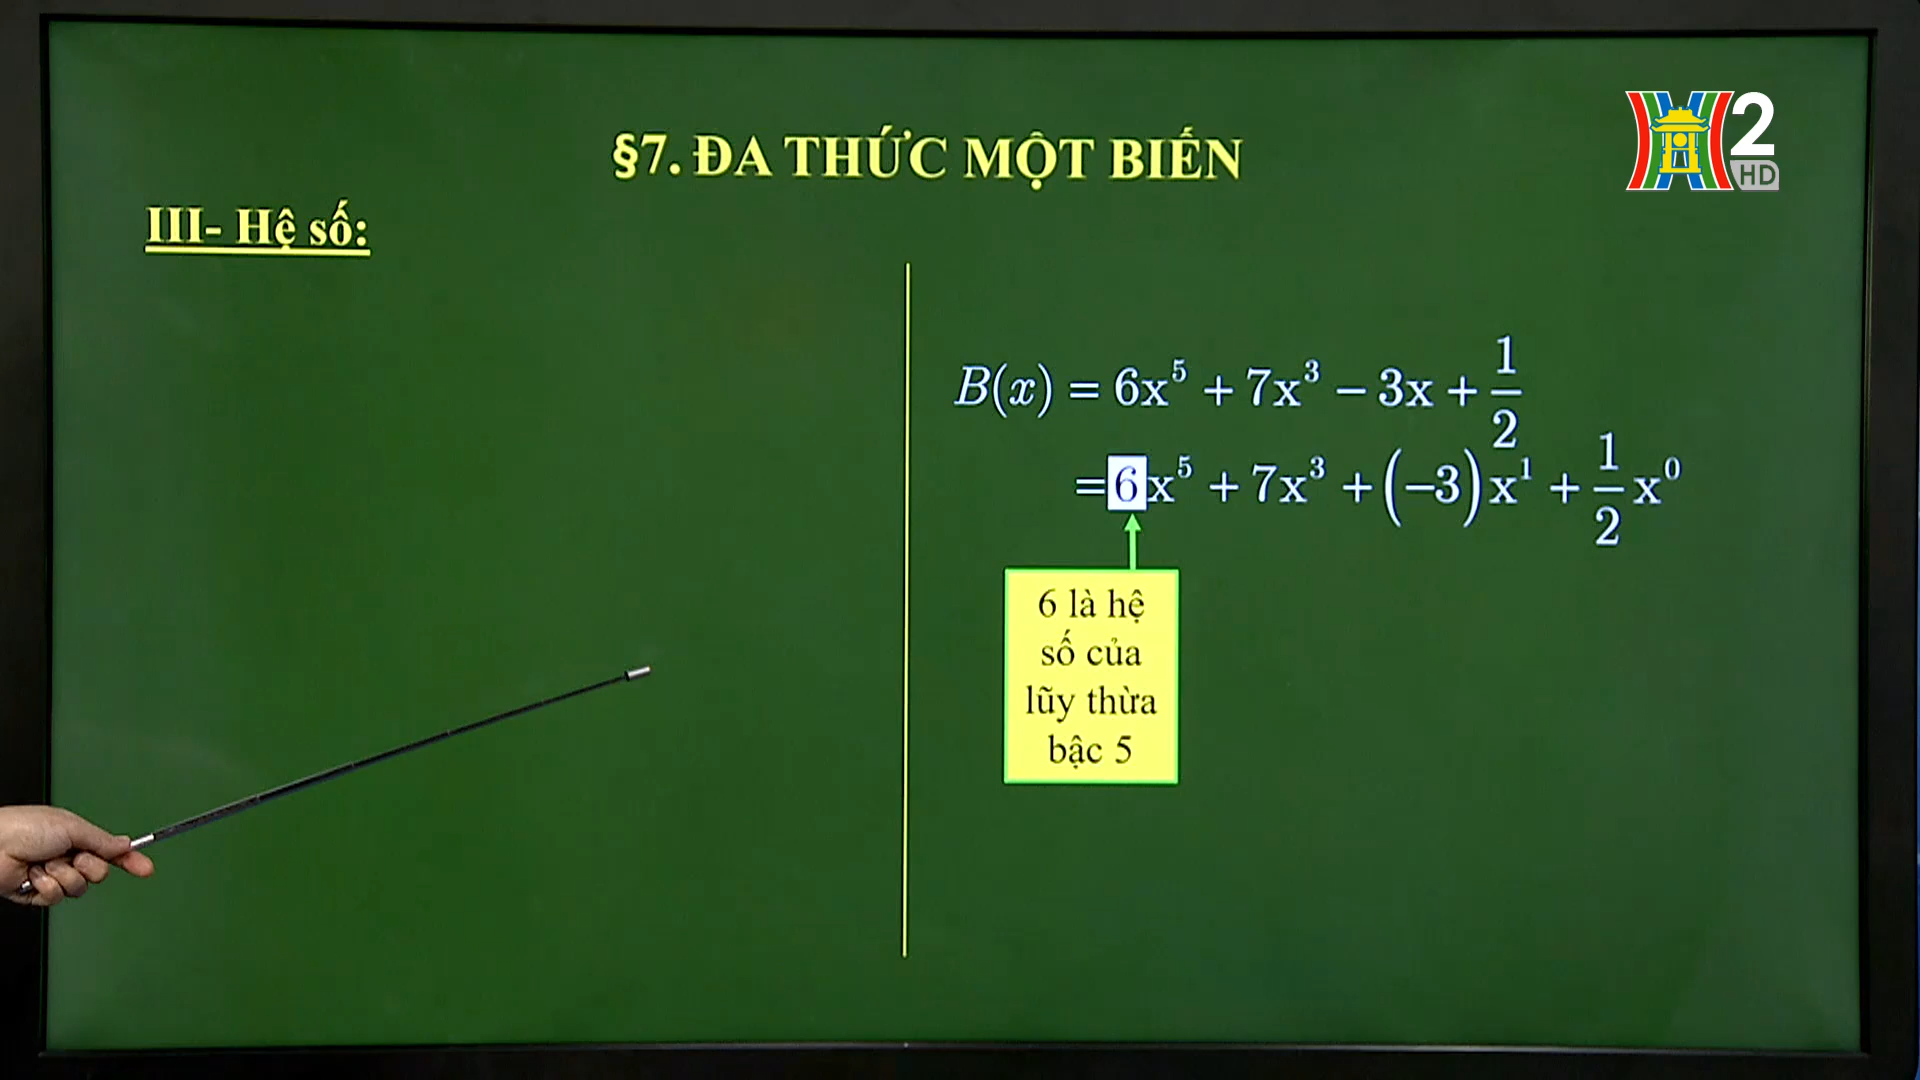 2
HD
§7. ĐA THỨC MỘT BIẾN
III- Hệ số:
B(x) = 6x⁵ + 7x³ − 3x + 1/2
= 6x⁵ + 7x³ + (−3)x¹ + 1/2 x⁰
6 là hệ
số của
lũy thừa
bậc 5